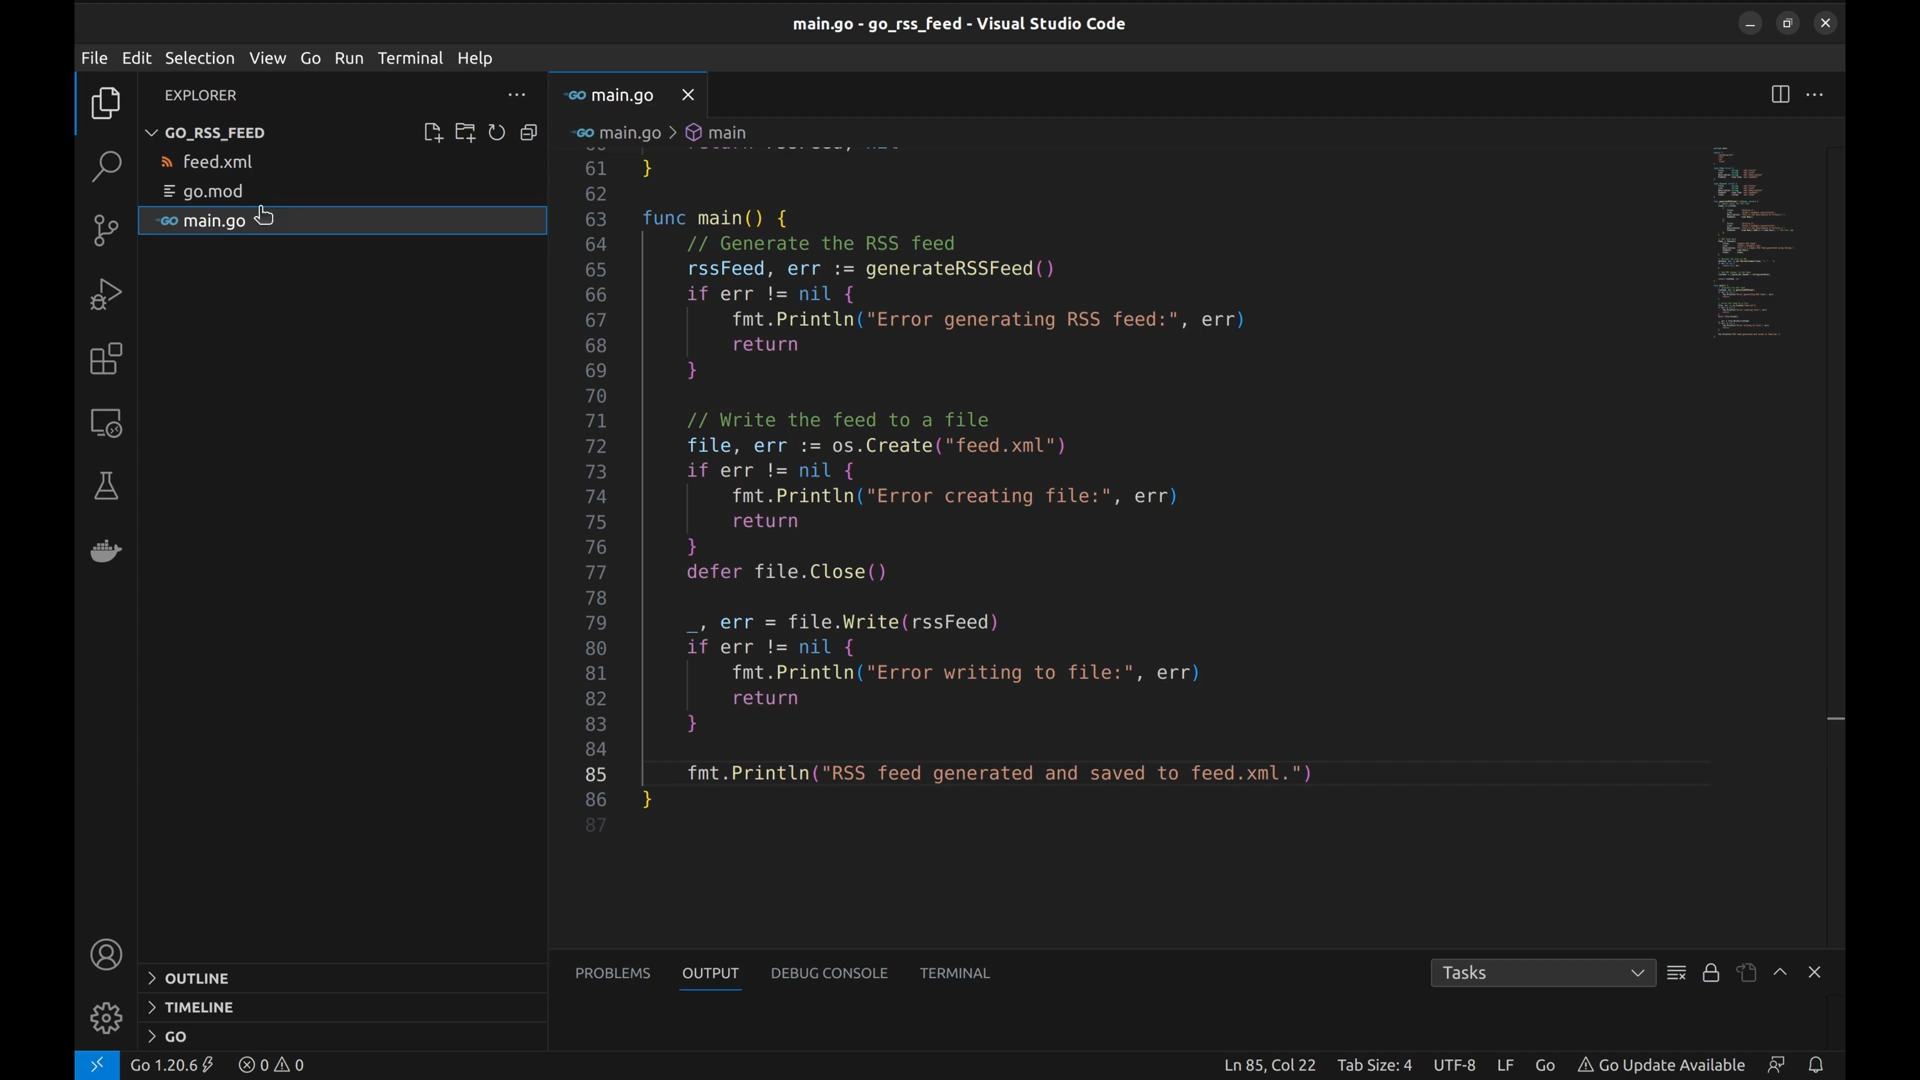 main.go - go_rss_feed - Visual Studio Code
File Edit Selection View Go Run Terminal Help
EXPLORER
GO_RSS_FEED
feed.xml
go.mod
GO main.go
GO main.go
GO main.go > main
61 }
62
63 func main() {
64 // Generate the RSS feed
65 rssFeed, err := generateRSSFeed()
66 if err != nil {
67 fmt.Println("Error generating RSS feed:", err)
68 return
69 }
70
71 // Write the feed to a file
72 file, err := os.Create("feed.xml")
73 if err != nil {
74 fmt.Println("Error creating file:", err)
75 return
76 }
77 defer file.Close()
78
79 _, err = file.Write(rssFeed)
80 if err != nil {
81 fmt.Println("Error writing to file:", err)
82 return
83 }
84
85 fmt.Println("RSS feed generated and saved to feed.xml.")
86 }
87
OUTLINE
TIMELINE
GO
PROBLEMS OUTPUT DEBUG CONSOLE TERMINAL Tasks
Go 1.20.6 0 0 Ln 85, Col 22 Tab Size: 4 UTF-8 LF Go Go Update Available